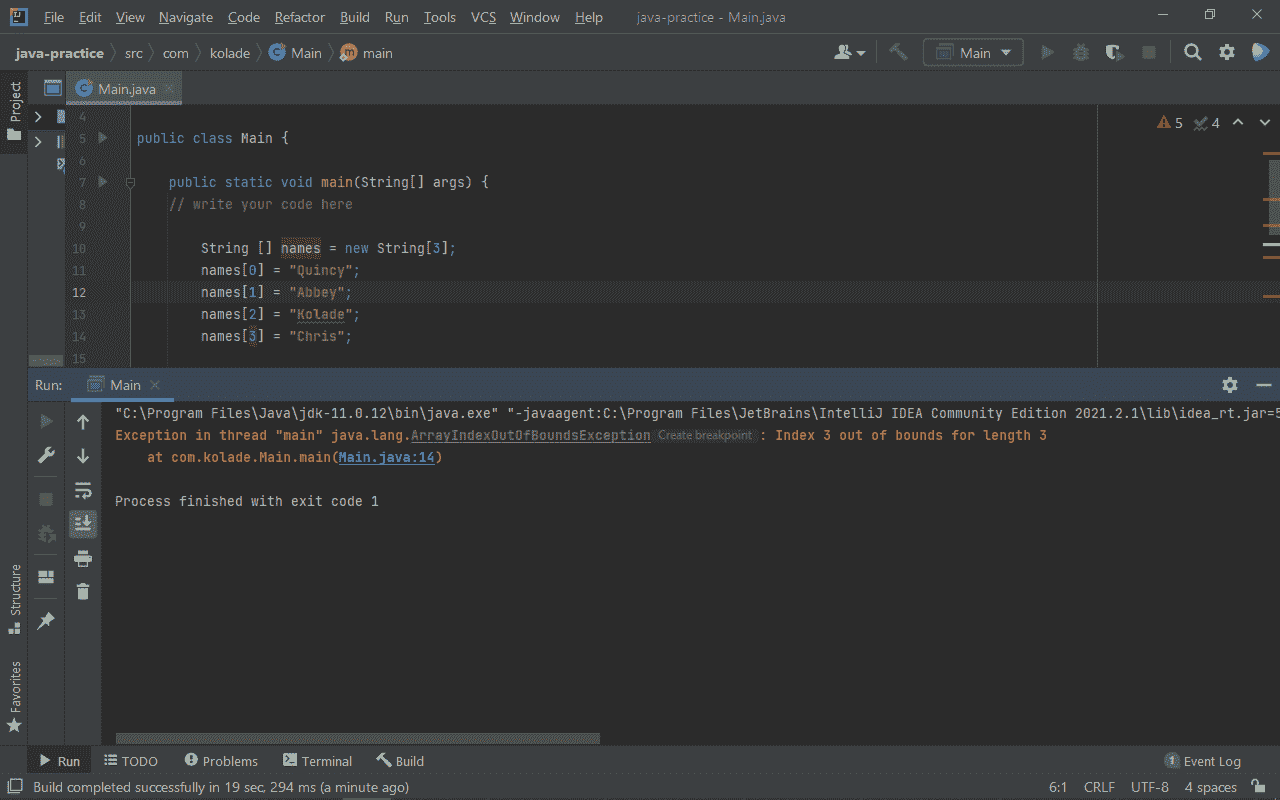 File Edit View Navigate Code Refactor Build Run Tools VCS Window Help java-practice - Main.java
java-practice src com kolade Main main Main
Project
Main.java
4
5 public class Main {
5 4
6
7 public static void main(String[] args) {
8 // write your code here
9
10 String [] names = new String[3];
11 names[0] = "Quincy";
12 names[1] = "Abbey";
13 names[2] = "Kolade";
14 names[3] = "Chris";
15
Run: Main
"C:\Program Files\Java\jdk-11.0.12\bin\java.exe" "-javaagent:C:\Program Files\JetBrains\IntelliJ IDEA Community Edition 2021.2.1\lib\idea_rt.jar=5
Exception in thread "main" java.lang.ArrayIndexOutOfBoundsException Create breakpoint : Index 3 out of bounds for length 3
at com.kolade.Main.main(Main.java:14)
Process finished with exit code 1
Structure
Favorites
Run TODO Problems Terminal Build 1 Event Log
Build completed successfully in 19 sec, 294 ms (a minute ago) 6:1 CRLF UTF-8 4 spaces